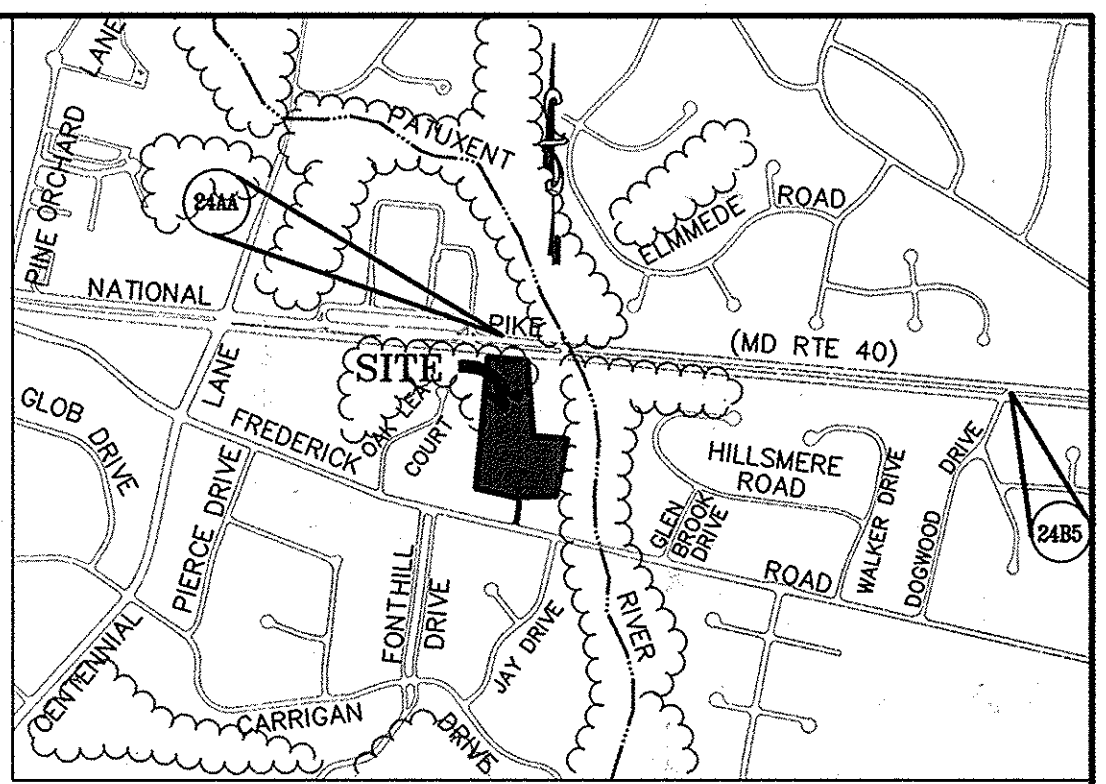 LANE
PINE ORCHARD
PATUXENT
24AA
ELMMEDE
ROAD
NATIONAL
PIKE
(MD RTE 40)
SITE
LANE
OAK LEA
COURT
GLOB DRIVE
FREDERICK
PIERCE DRIVE
HILLSMERE
ROAD
GLEN
BROOK
DRIVE
WALKER DRIVE
DOGWOOD
DRIVE
24B5
FONTHILL
DRIVE
JAY DRIVE
ROAD
RIVER
CENTENNIAL
CARRIGAN
DRIVE